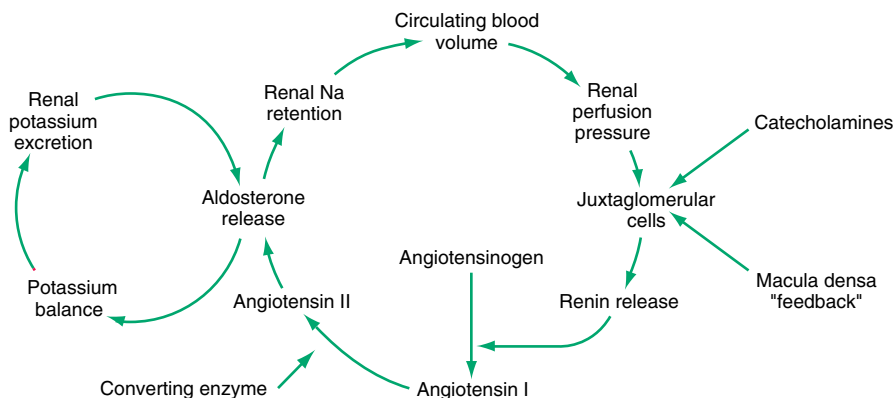 Circulating blood
volume
Renal
potassium
excretion
Renal Na
retention
Renal
perfusion
pressure
Catecholamines
Aldosterone
release
Juxtaglomerular
cells
Angiotensinogen
Potassium
balance
Angiotensin II
Renin release
Macula densa
"feedback"
Converting enzyme
Angiotensin I